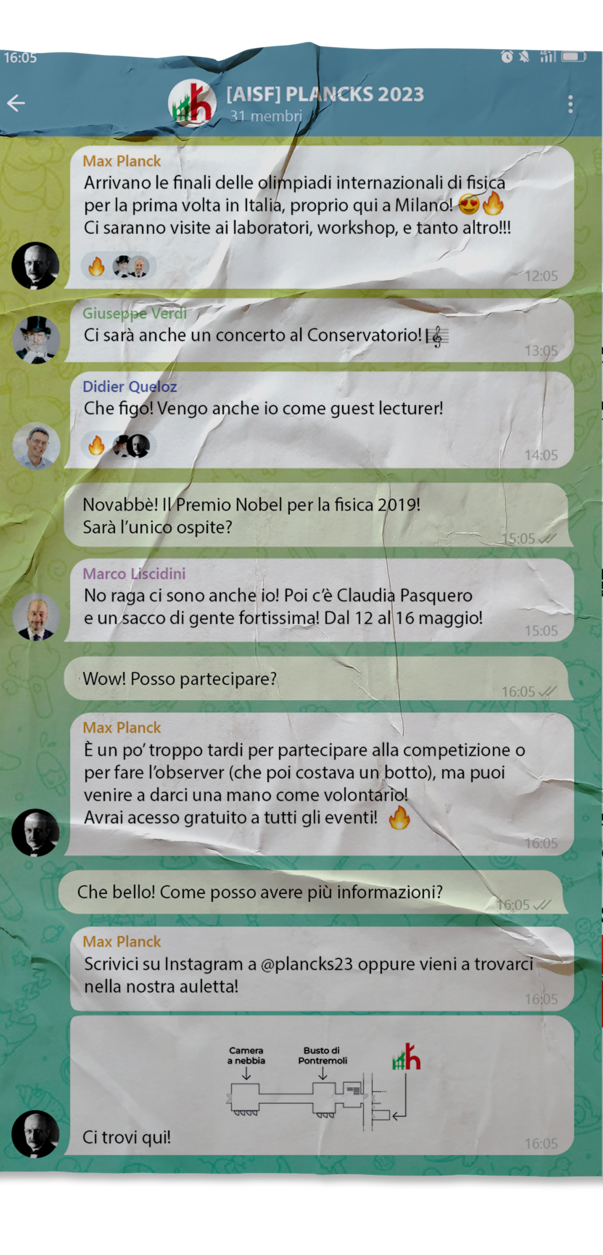 16:05
[AISF] PLANCKS 2023
31 membri
Max Planck
Arrivano le finali delle olimpiadi internazionali di fisica
per la prima volta in Italia, proprio qui a Milano! 😍🔥
Ci saranno visite ai laboratori, workshop, e tanto altro!!!
🔥
12:05
Giuseppe Verdi
Ci sarà anche un concerto al Conservatorio! 🎼
13:05
Didier Queloz
Che figo! Vengo anche io come guest lecturer!
🔥
14:05
Novabbè! Il Premio Nobel per la fisica 2019!
Sarà l'unico ospite?
15:05
Marco Liscidini
No raga ci sono anche io! Poi c'è Claudia Pasquero
e un sacco di gente fortissima! Dal 12 al 16 maggio!
15:05
Wow! Posso partecipare?
16:05
Max Planck
È un po' troppo tardi per partecipare alla competizione o
per fare l'observer (che poi costava un botto), ma puoi
venire a darci una mano come volontario!
Avrai acesso gratuito a tutti gli eventi! 🔥
16:05
Che bello! Come posso avere più informazioni?
16:05
Max Planck
Scrivici su Instagram a @plancks23 oppure vieni a trovarci
nella nostra auletta!
16:05
Camera
a nebbia
Busto di
Pontremoli
Ci trovi qui!
16:05